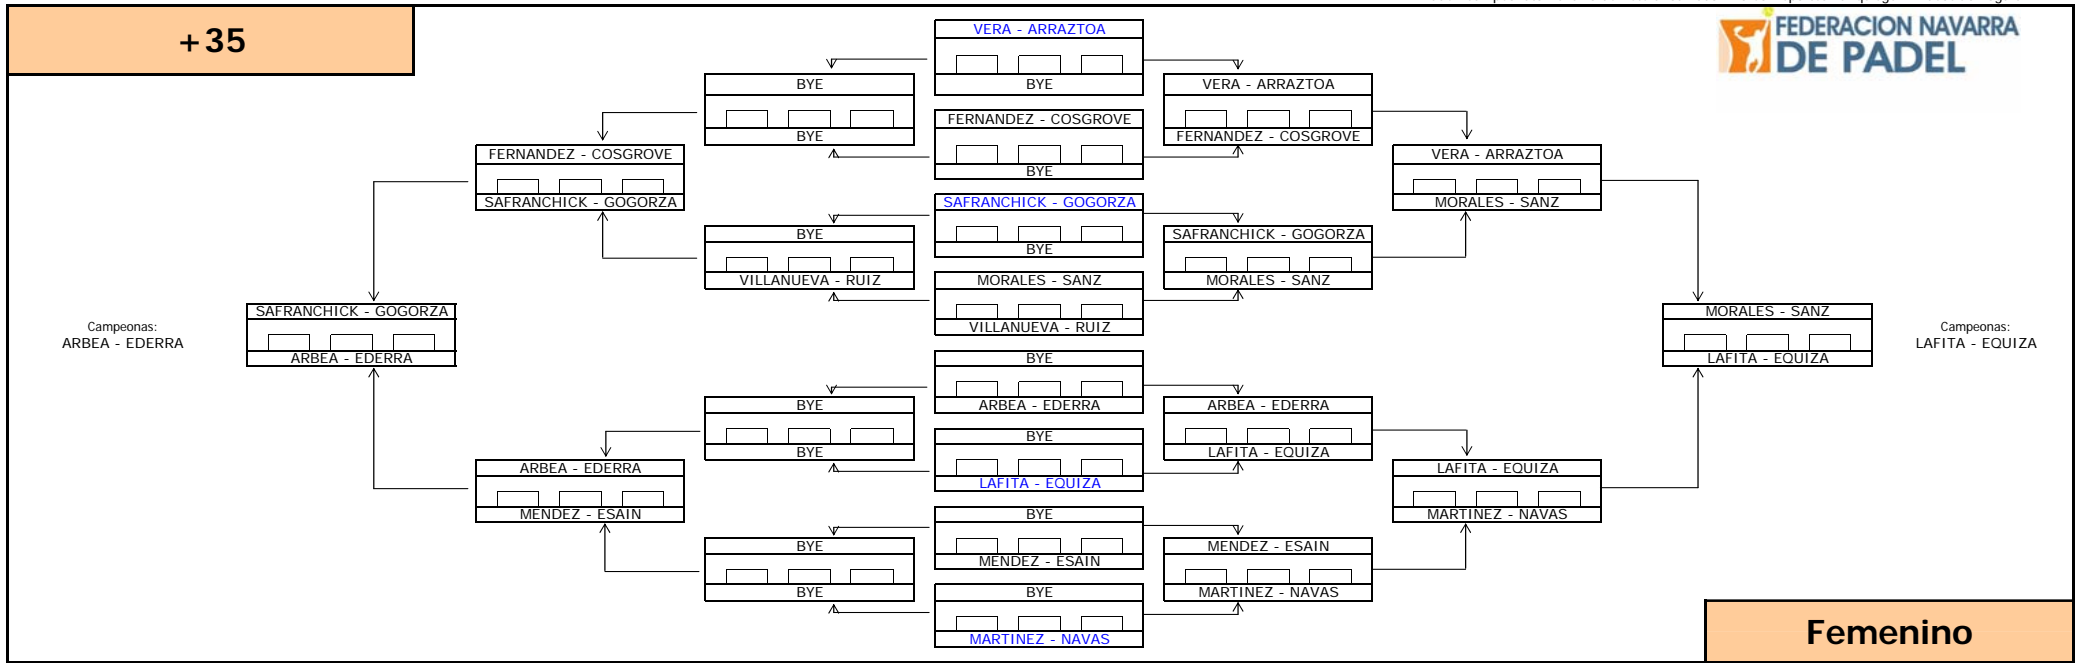 +35
FEDERACION NAVARRA
DE PADEL
VERA - ARRAZTOA
BYE
FERNANDEZ - COSGROVE
BYE
SAFRANCHICK - GOGORZA
BYE
MORALES - SANZ
VILLANUEVA - RUIZ
BYE
ARBEA - EDERRA
BYE
LAFITA - EQUIZA
BYE
MENDEZ - ESAIN
BYE
MARTINEZ - NAVAS
BYE
BYE
BYE
VILLANUEVA - RUIZ
BYE
BYE
BYE
BYE
FERNANDEZ - COSGROVE
SAFRANCHICK - GOGORZA
ARBEA - EDERRA
MENDEZ - ESAIN
SAFRANCHICK - GOGORZA
ARBEA - EDERRA
Campeonas:
ARBEA - EDERRA
VERA - ARRAZTOA
FERNANDEZ - COSGROVE
SAFRANCHICK - GOGORZA
MORALES - SANZ
ARBEA - EDERRA
LAFITA - EQUIZA
MENDEZ - ESAIN
MARTINEZ - NAVAS
VERA - ARRAZTOA
MORALES - SANZ
LAFITA - EQUIZA
MARTINEZ - NAVAS
MORALES - SANZ
LAFITA - EQUIZA
Campeonas:
LAFITA - EQUIZA
Femenino